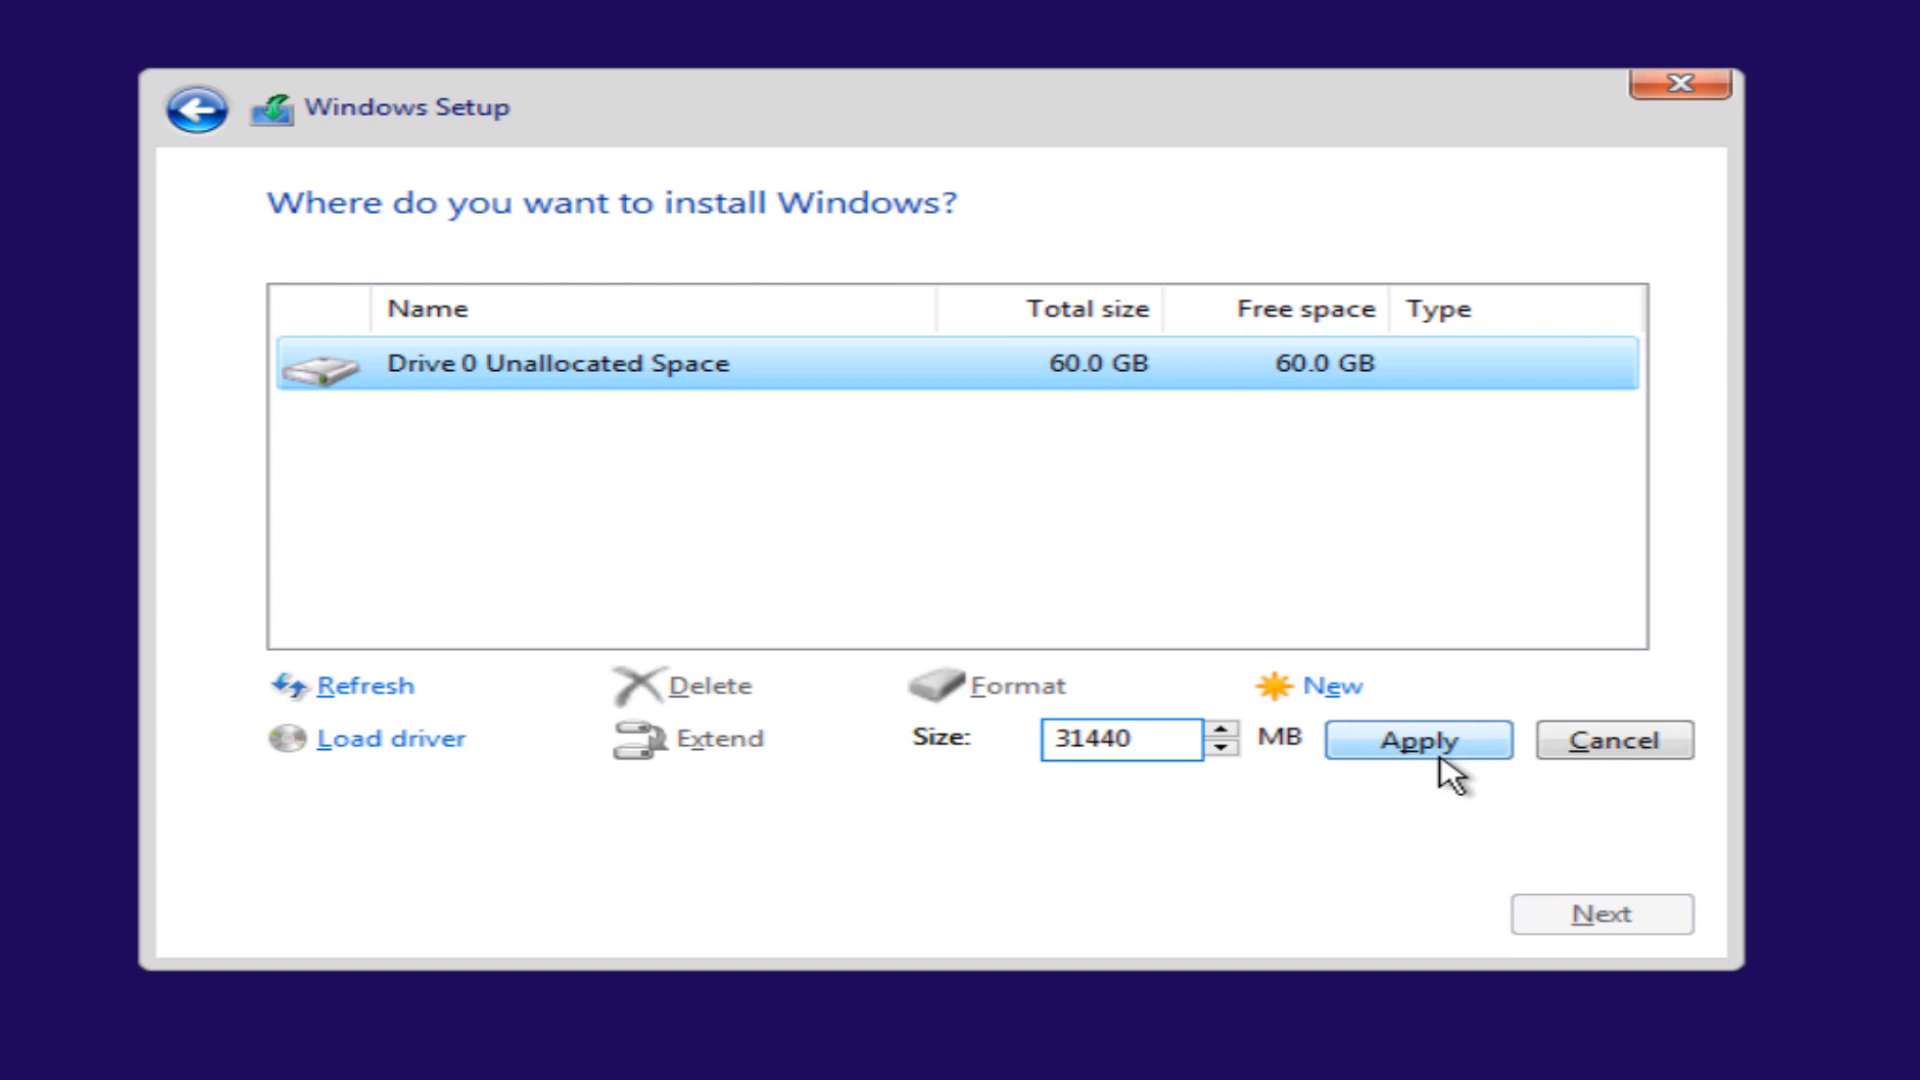 Windows Setup
Where do you want to install Windows?
Name Total size Free space Type
Drive 0 Unallocated Space 60.0 GB 60.0 GB
Refresh Delete Format New
Load driver Extend Size: 31440 MB Apply Cancel
Next